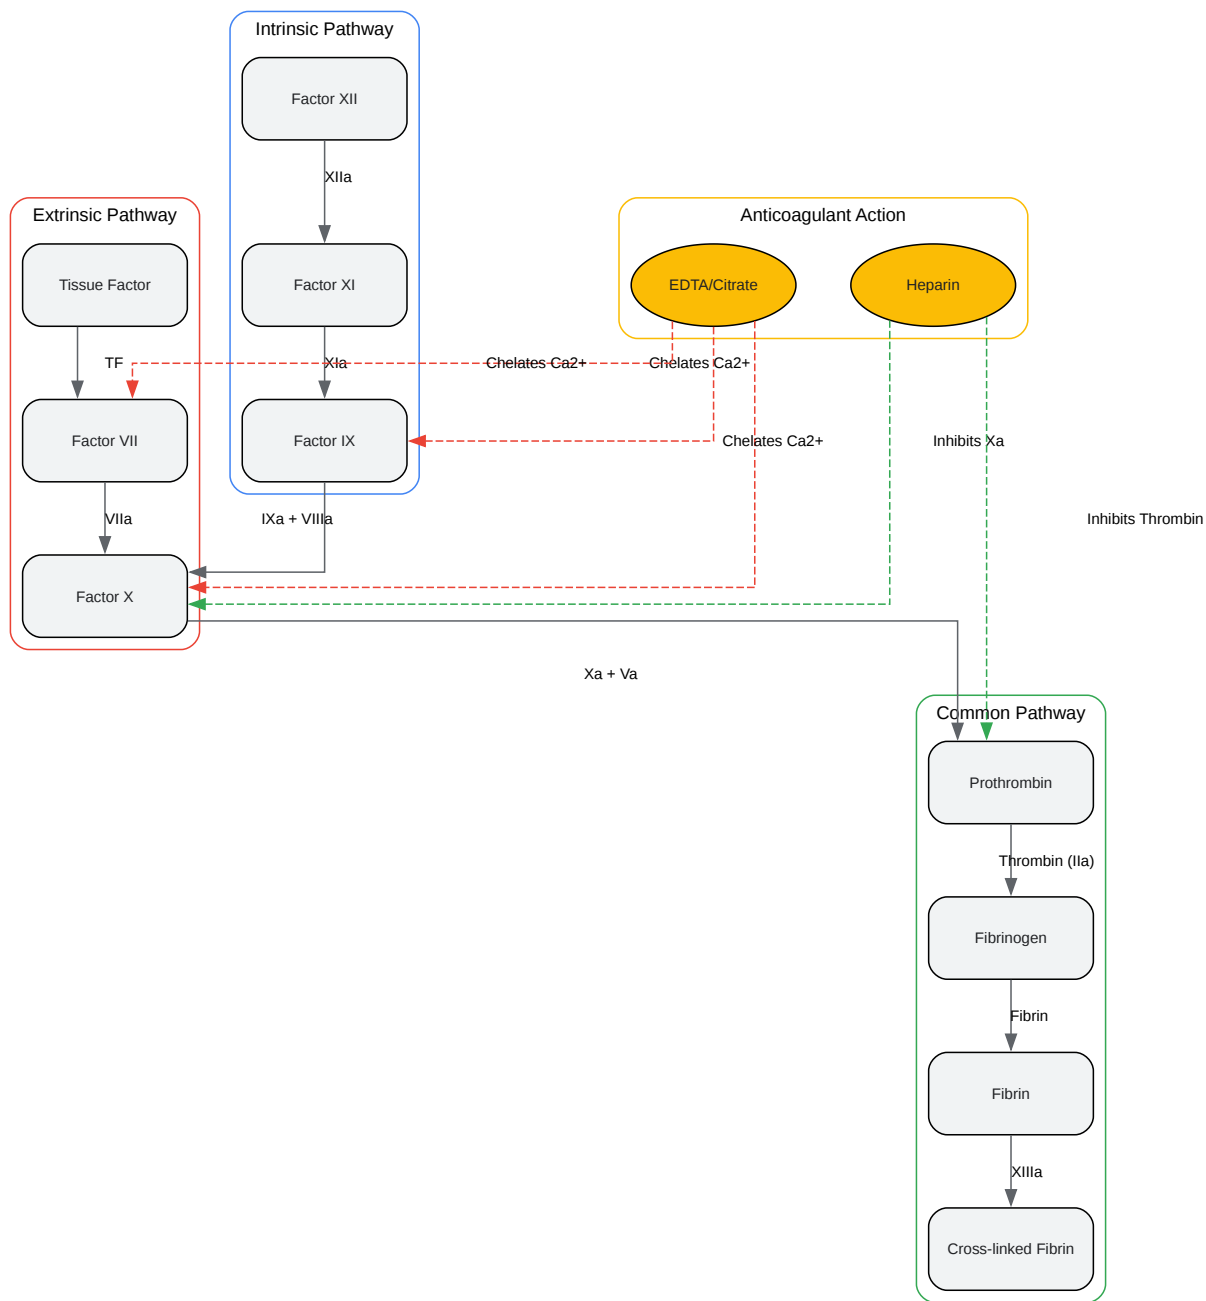 Intrinsic Pathway
Factor XII
XIIa
Extrinsic Pathway
Anticoagulant Action
Tissue Factor
Factor XI
EDTA/Citrate
Heparin
TF
XIa
Chelates Ca2+
Chelates Ca2+
Factor VII
Factor IX
Chelates Ca2+
Inhibits Xa
VIIa
IXa + VIIIa
Inhibits Thrombin
Factor X
Xa + Va
Common Pathway
Prothrombin
Thrombin (IIa)
Fibrinogen
Fibrin
Fibrin
XIIIa
Cross-linked Fibrin